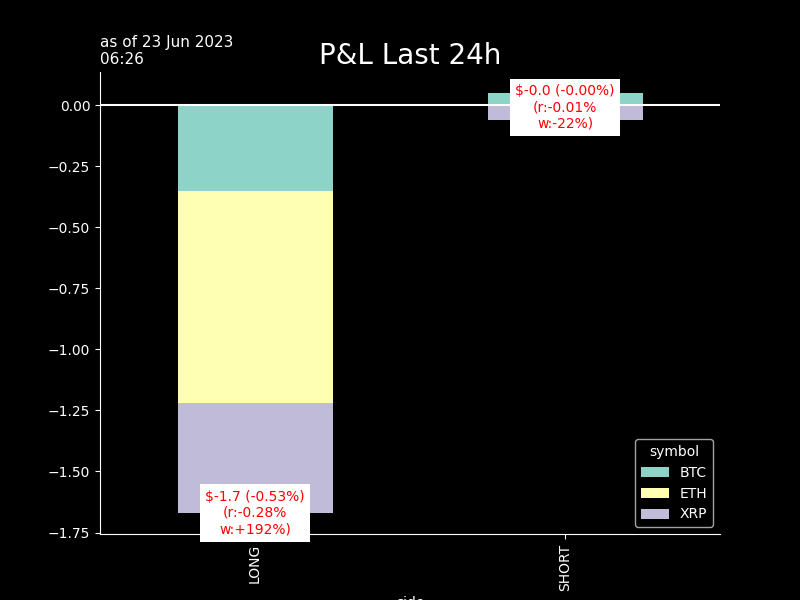 as of 23 Jun 2023
06:26
P&L Last 24h
0.00
−0.25
−0.50
−0.75
−1.00
−1.25
−1.50
−1.75
$-0.0 (-0.00%)
(r:-0.01%
w:-22%)
$-1.7 (-0.53%)
(r:-0.28%
w:+192%)
symbol
BTC
ETH
XRP
LONG
SHORT